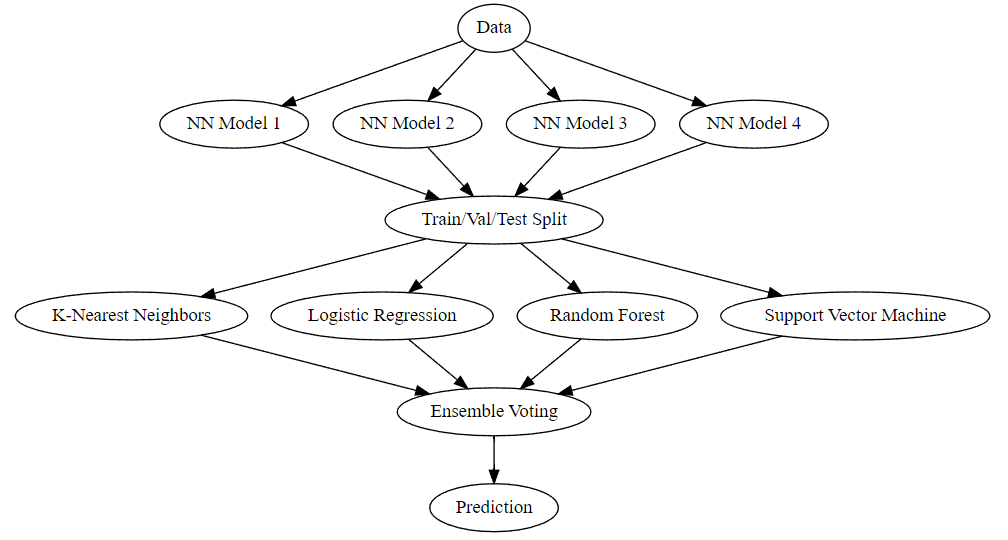 Data
NN Model 1
NN Model 2
NN Model 3
NN Model 4
Train/Val/Test Split
K-Nearest Neighbors
Logistic Regression
Random Forest
Support Vector Machine
Ensemble Voting
Prediction